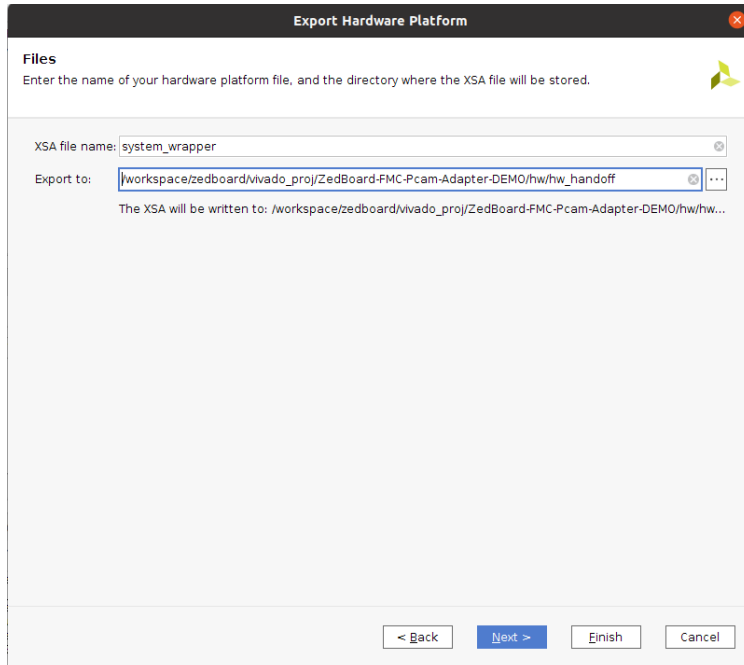 Export Hardware Platform
Files
Enter the name of your hardware platform file, and the directory where the XSA file will be stored.
XSA file name: system_wrapper
Export to: /workspace/zedboard/vivado_proj/ZedBoard-FMC-Pcam-Adapter-DEMO/hw/hw_handoff ...
The XSA will be written to: /workspace/zedboard/vivado_proj/ZedBoard-FMC-Pcam-Adapter-DEMO/hw/hw...
< Back Next > Finish Cancel